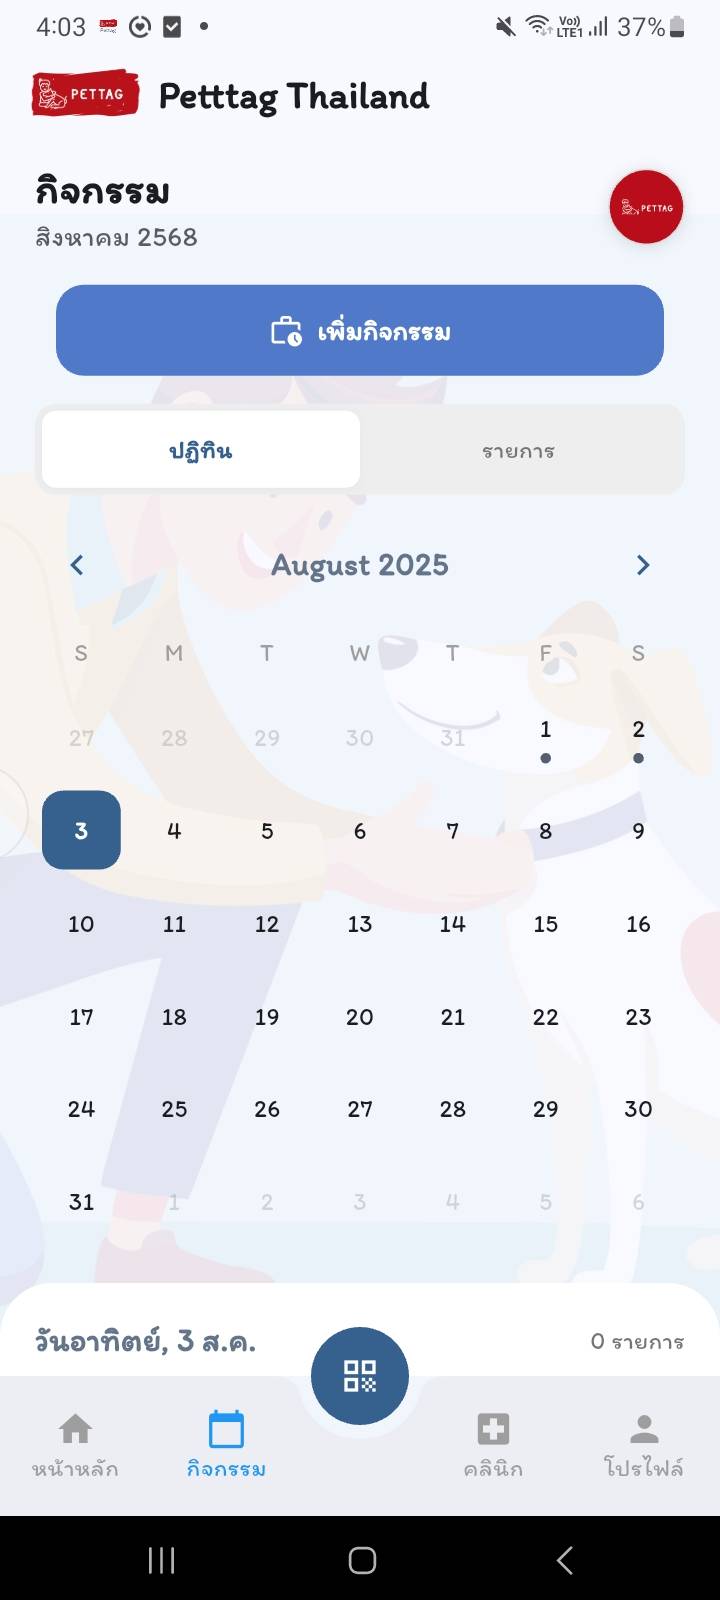 4:03
Vo))
LTE1
37%
PETTAG
Petttag Thailand
กิจกรรม
สิงหาคม 2568
PETTAG
เพิ่มกิจกรรม
ปฏิทิน
รายการ
August 2025
S M T W T F S
27 28 29 30 31 1 2
3 4 5 6 7 8 9
10 11 12 13 14 15 16
17 18 19 20 21 22 23
24 25 26 27 28 29 30
31 1 2 3 4 5 6
วันอาทิตย์, 3 ส.ค.
0 รายการ
หน้าหลัก กิจกรรม คลินิก โปรไฟล์